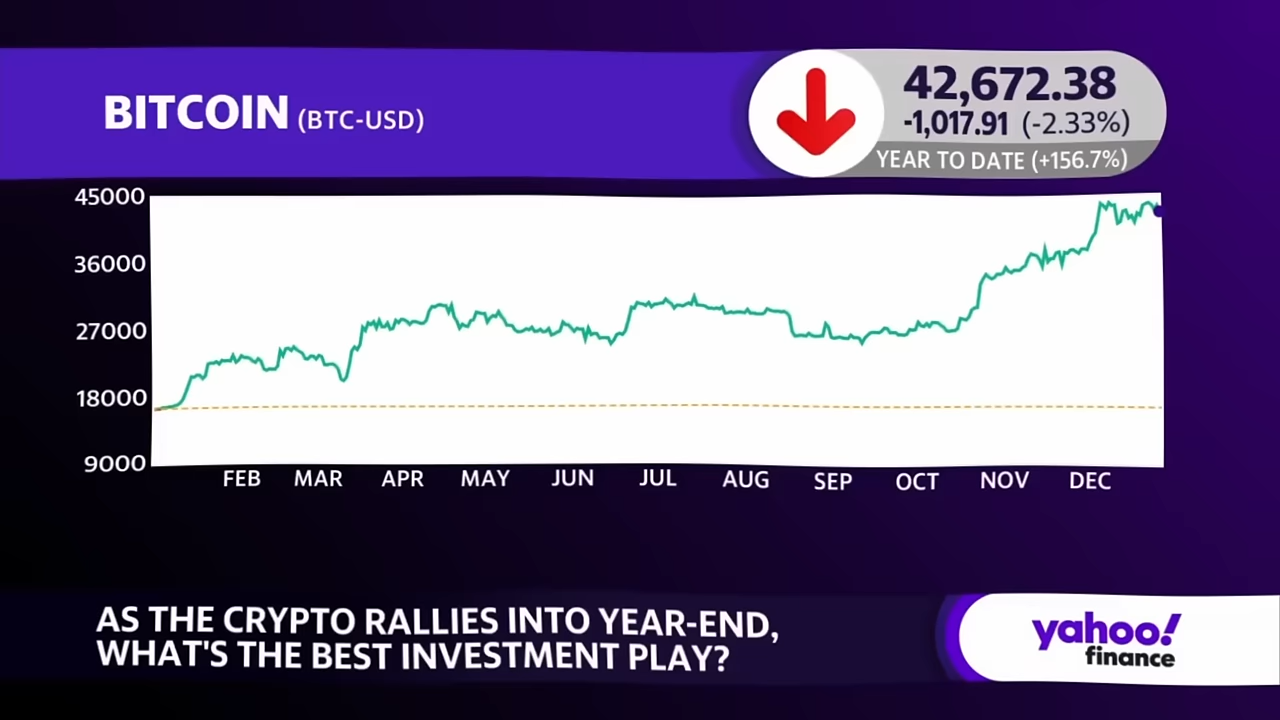 BITCOIN (BTC-USD)
42,672.38
-1,017.91 (-2.33%)
YEAR TO DATE (+156.7%)
45000
36000
27000
18000
9000
FEB MAR APR MAY JUN JUL AUG SEP OCT NOV DEC
AS THE CRYPTO RALLIES INTO YEAR-END,
WHAT'S THE BEST INVESTMENT PLAY?
yahoo!
finance